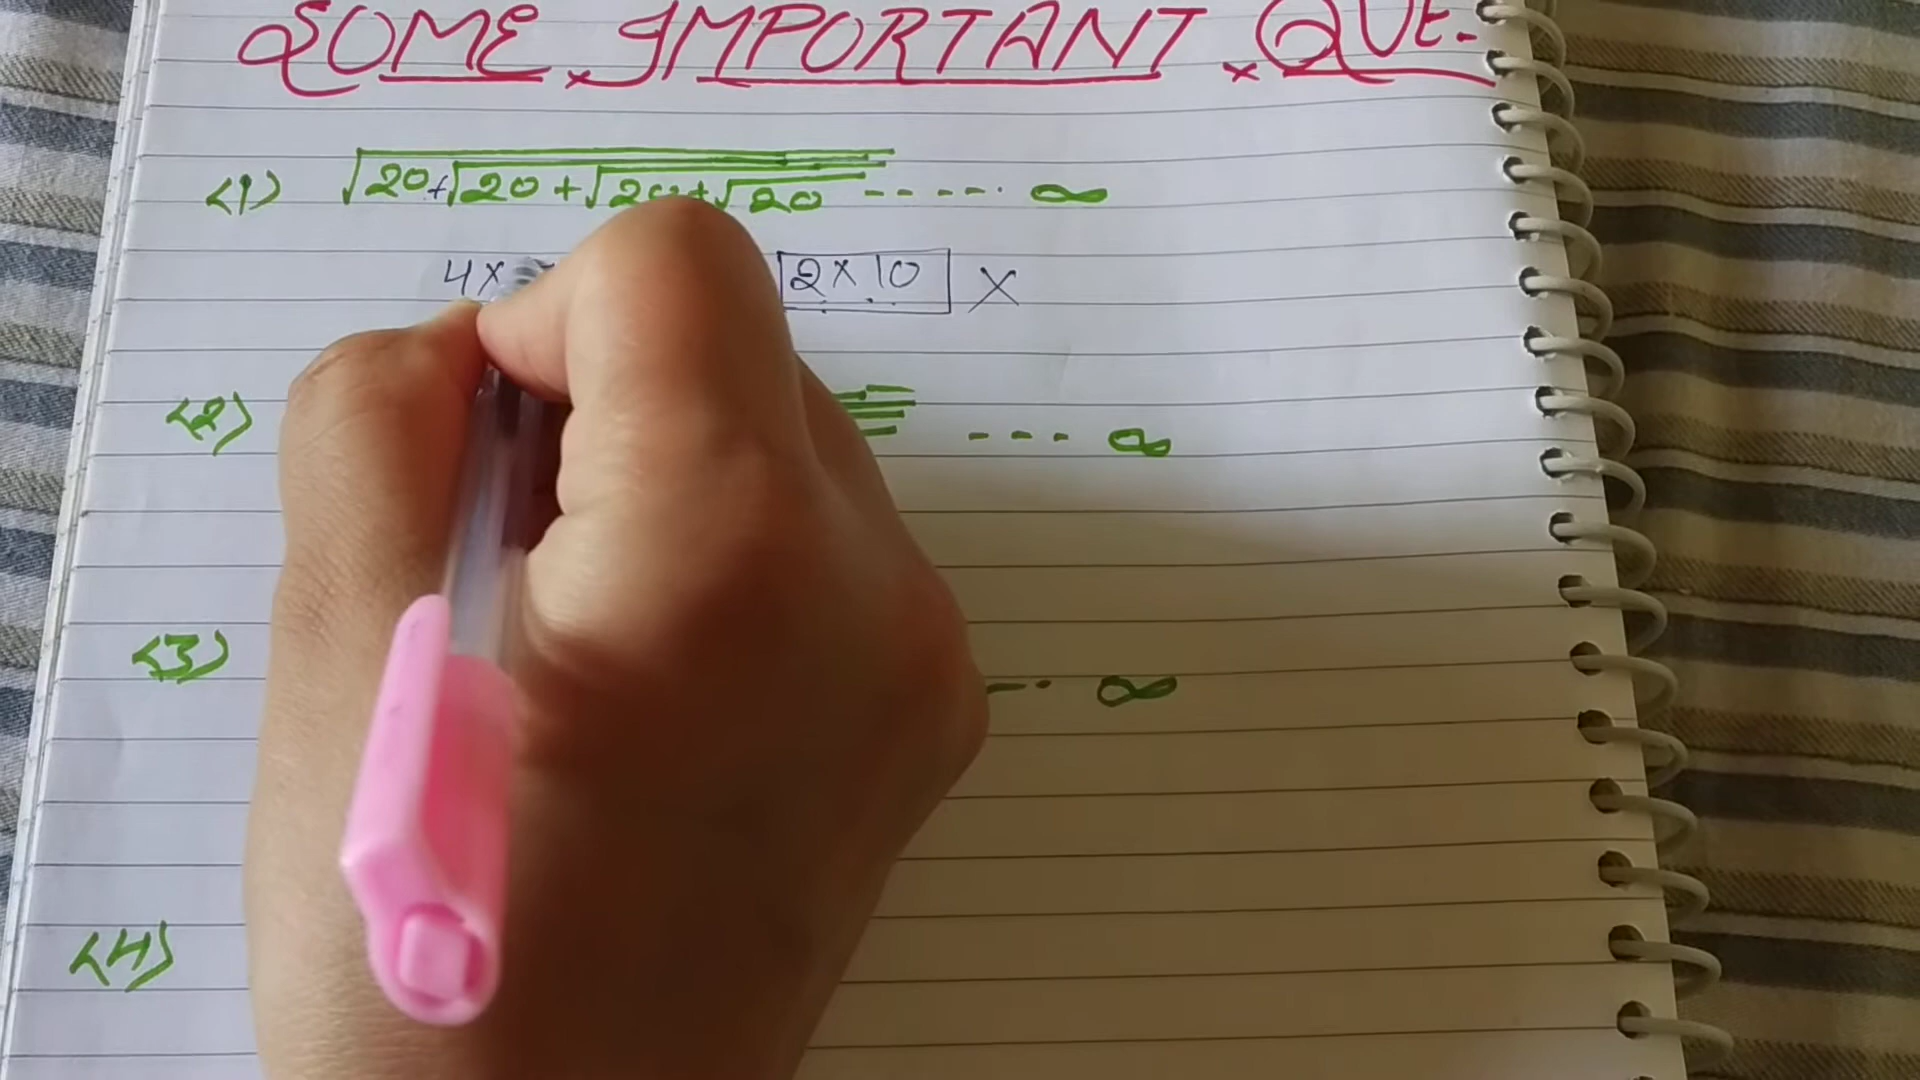 SOME IMPORTANT QUE.
<1> √20+√20+√20+√20 ----- ∞
4× 2×10 ×
<2> --- ∞
<3> -- ∞
<4>